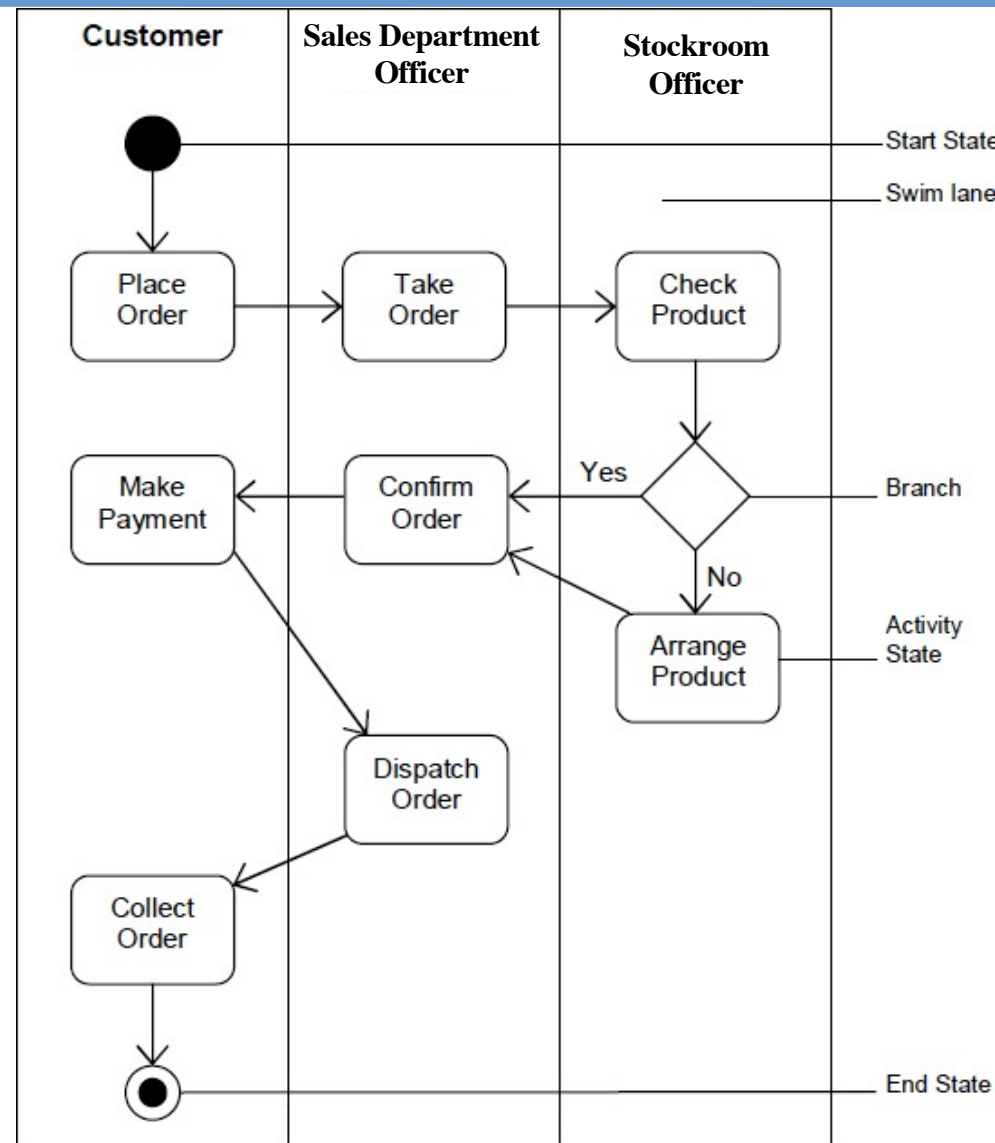 Customer
Sales Department
Officer
Stockroom
Officer
Start State
Swim lane
Place
Order
Take
Order
Check
Product
Make
Payment
Confirm
Order
Yes
Branch
No
Arrange
Product
Activity
State
Dispatch
Order
Collect
Order
End State